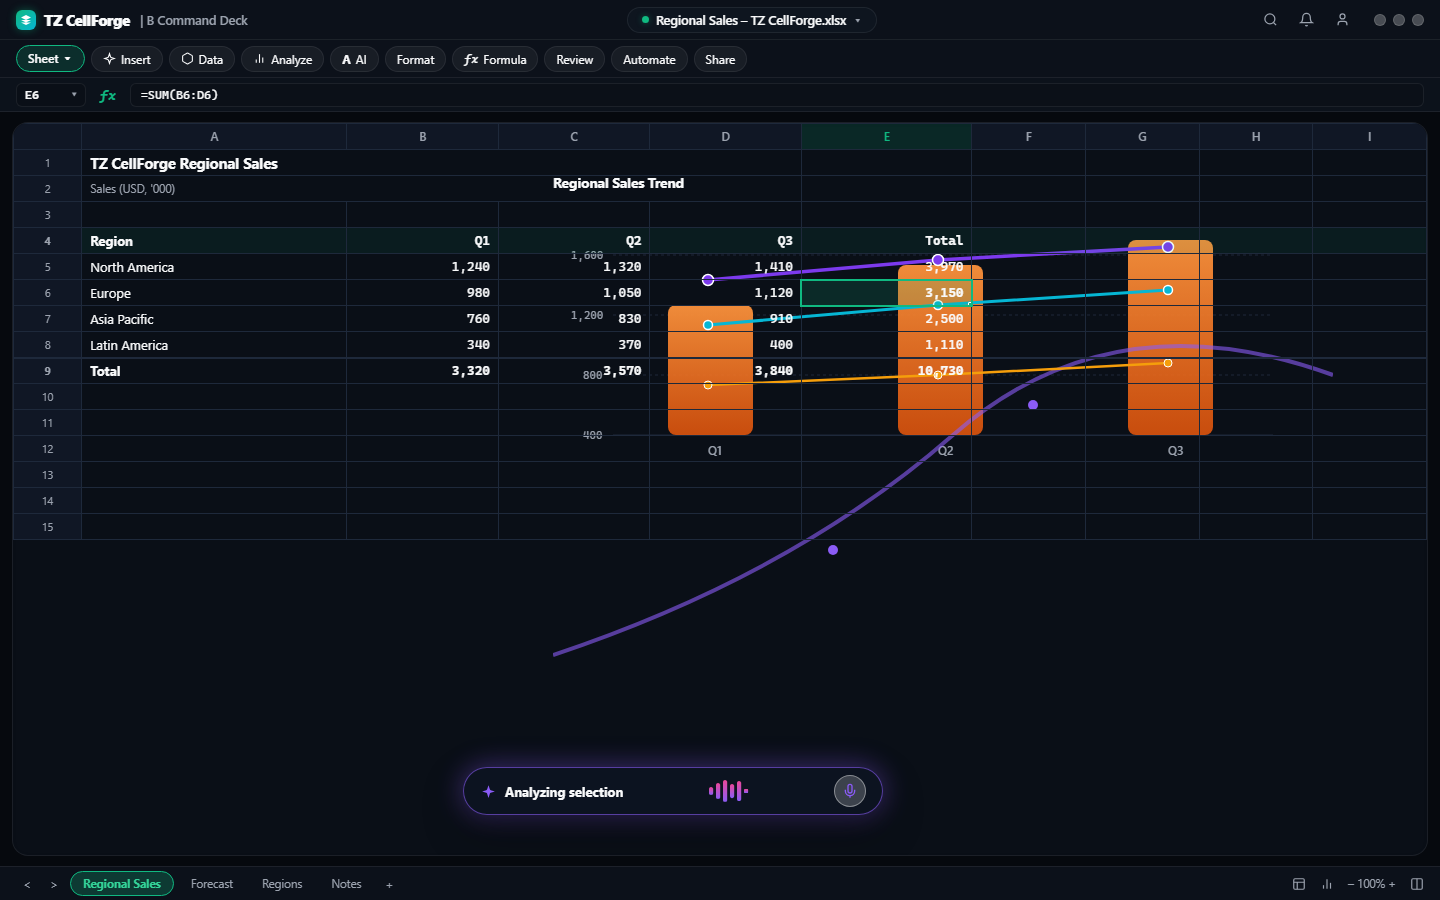 TZ CellForge | B Command Deck
Regional Sales – TZ CellForge.xlsx
Sheet Insert Data Analyze A AI Format fx Formula Review Automate Share
E6 fx =SUM(B6:D6)
A B C D E F G H I
1 TZ CellForge Regional Sales
2 Sales (USD, '000)
Regional Sales Trend
3
4 Region Q1 Q2 Q3 Total
1,600
5 North America 1,240 1,320 1,410 3,970
6 Europe 980 1,050 1,120 3,150
1,200
7 Asia Pacific 760 830 910 2,500
8 Latin America 340 370 400 1,110
800
9 Total 3,320 3,570 3,840 10,730
10
11
400
12 Q1 Q2 Q3
13
14
15
Analyzing selection
< > Regional Sales Forecast Regions Notes +
– 100% +